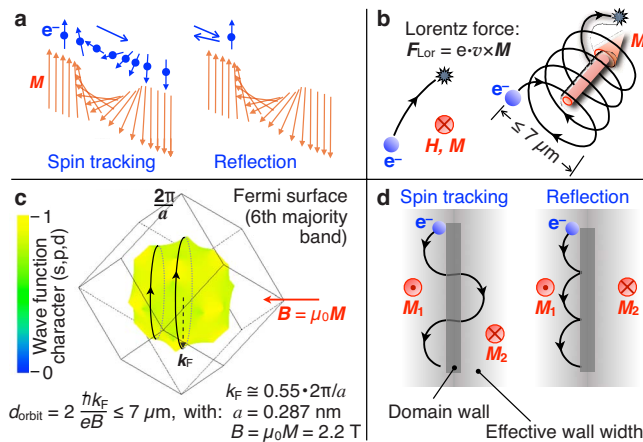 a
e⁻
M
Spin tracking
Reflection
b
Lorentz force:
F_Lor = e·v×M
e⁻
H, M
M
e⁻
≤ 7 μm
c
2π/a
Fermi surface
(6th majority
band)
1
Wave function
character (s,p,d)
0
B = μ₀M
k_F
d_orbit = 2 ħk_F/eB ≤ 7 μm, with:
k_F ≅ 0.55·2π/a
a = 0.287 nm
B = μ₀M = 2.2 T
d
Spin tracking
Reflection
e⁻
e⁻
M₁
M₂
M₁
M₂
Domain wall
Effective wall width